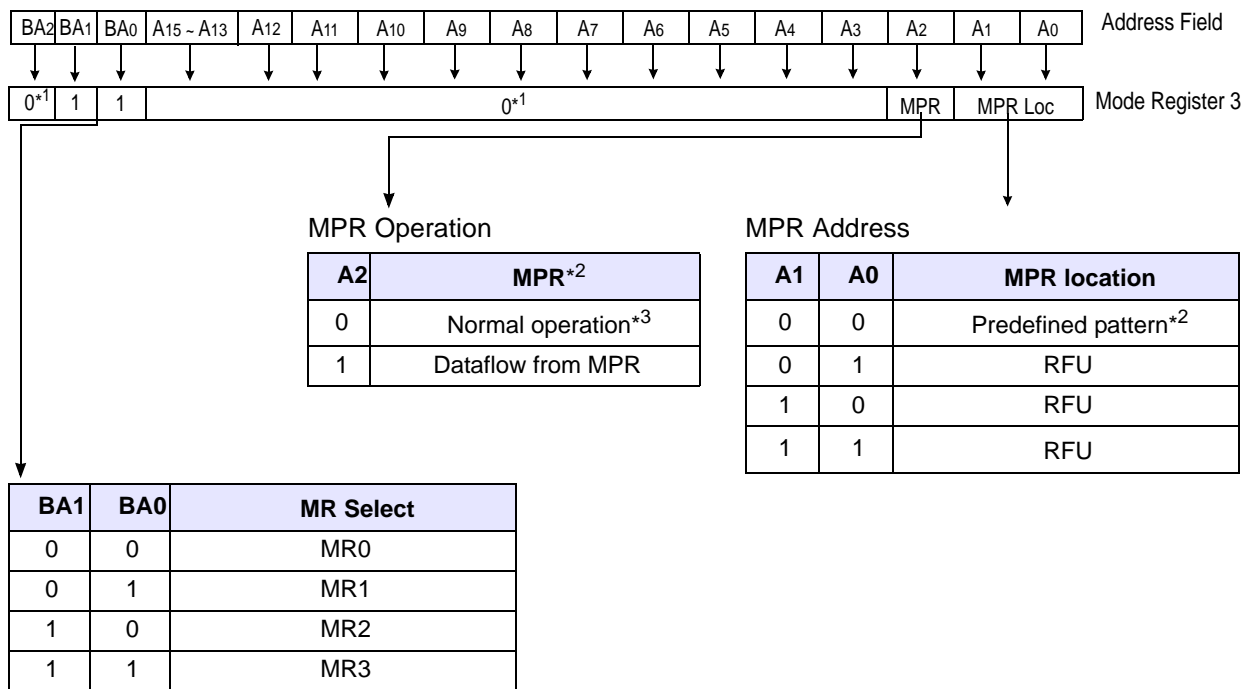 BA2 BA1 BA0 A15 ~ A13 A12 A11 A10 A9 A8 A7 A6 A5 A4 A3 A2 A1 A0 Address Field
0*1 1 1 0*1 MPR MPR Loc Mode Register 3
MPR Operation
A2 MPR*2
0 Normal operation*3
1 Dataflow from MPR
MPR Address
A1 A0 MPR location
0 0 Predefined pattern*2
0 1 RFU
1 0 RFU
1 1 RFU
BA1 BA0 MR Select
0 0 MR0
0 1 MR1
1 0 MR2
1 1 MR3